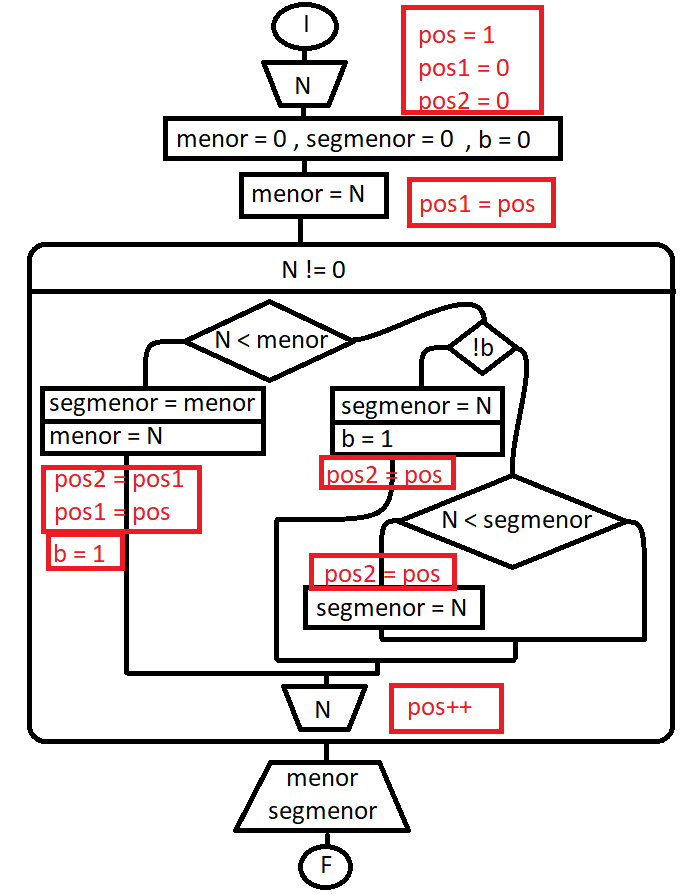 I
pos = 1
pos1 = 0
pos2 = 0
N
menor = 0 , segmenor = 0 , b = 0
menor = N
pos1 = pos
N != 0
N < menor
!b
segmenor = menor
menor = N
segmenor = N
b = 1
pos2 = pos1
pos1 = pos
b = 1
pos2 = pos
N < segmenor
pos2 = pos
segmenor = N
N
pos++
menor
segmenor
F